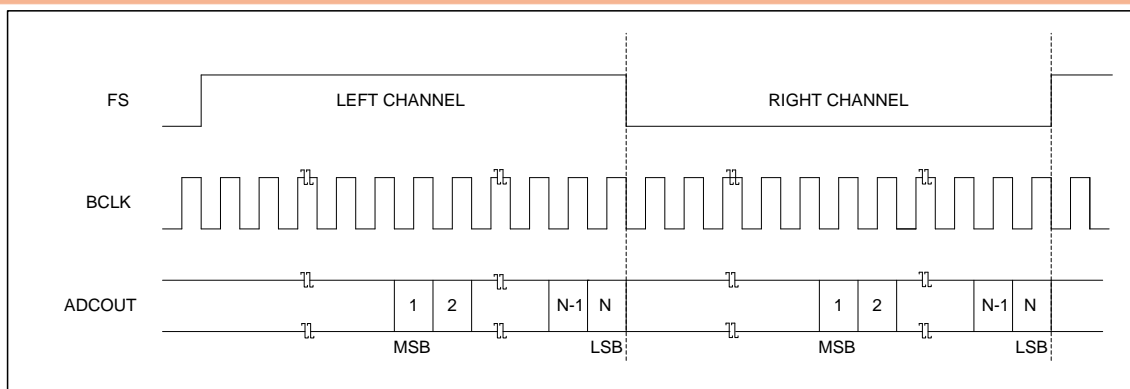 FS
LEFT CHANNEL
RIGHT CHANNEL
BCLK
ADCOUT
1 2 N-1 N 1 2 N-1 N
MSB LSB MSB LSB